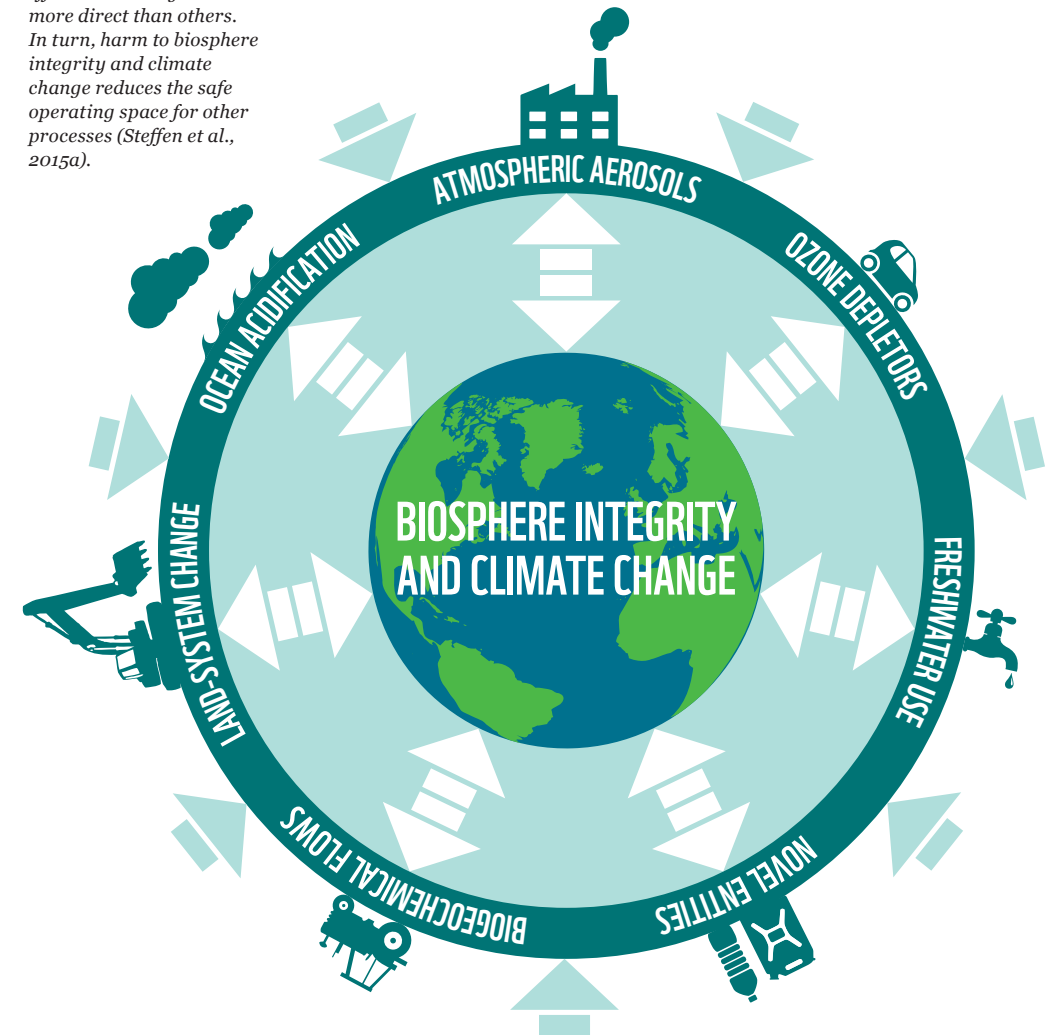 more direct than others.
In turn, harm to biosphere
integrity and climate
change reduces the safe
operating space for other
processes (Steffen et al.,
2015a).
ATMOSPHERIC AEROSOLS
OZONE DEPLETORS
FRESHWATER USE
NOVEL ENTITIES
BIOGEOCHEMICAL FLOWS
LAND-SYSTEM CHANGE
OCEAN ACIDIFICATION
BIOSPHERE INTEGRITY
AND CLIMATE CHANGE